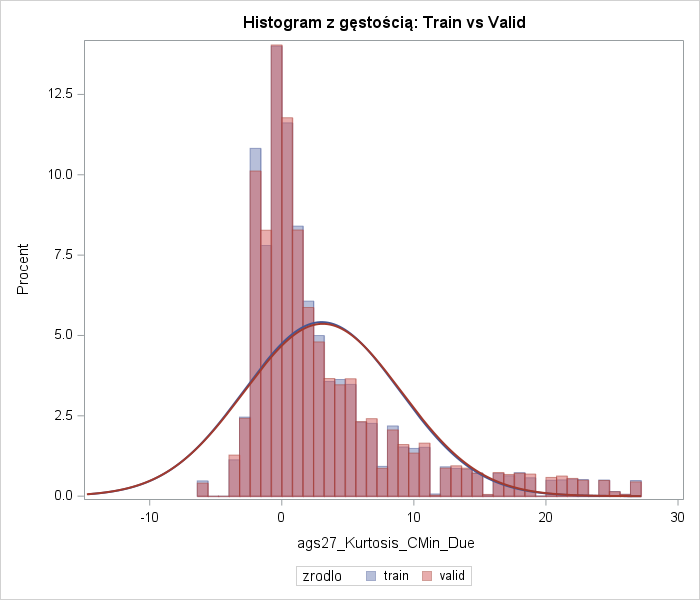 Histogram z gęstością: Train vs Valid
Procent
12.5
10.0
7.5
5.0
2.5
0.0
-10
0
10
20
30
ags27_Kurtosis_CMin_Due
zrodlo train valid